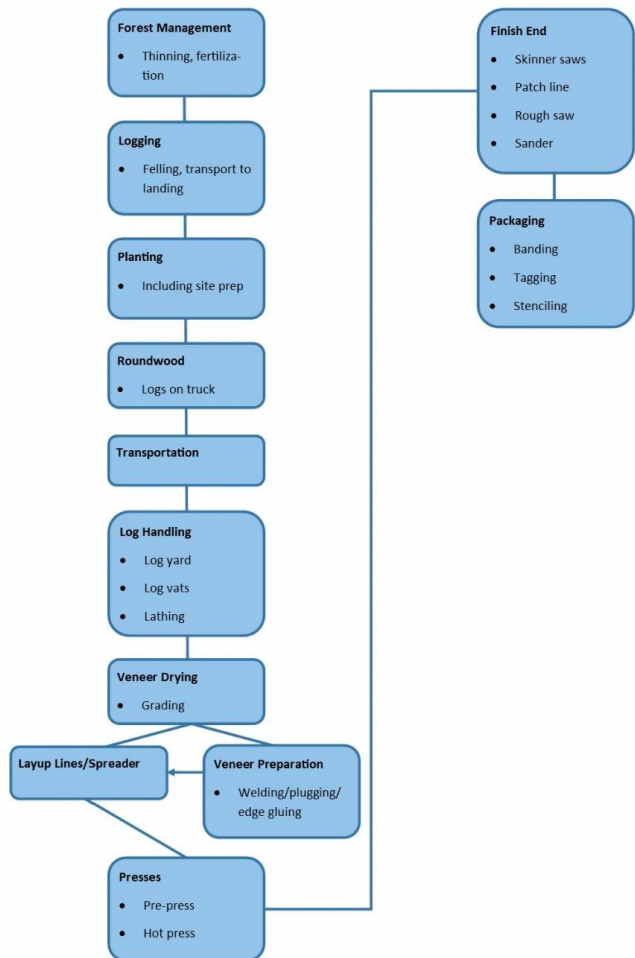 Forest Management
• Thinning, fertiliza-
tion
Logging
• Felling, transport to
landing
Planting
• Including site prep
Roundwood
• Logs on truck
Transportation
Log Handling
• Log yard
• Log vats
• Lathing
Veneer Drying
• Grading
Layup Lines/Spreader
Veneer Preparation
• Welding/plugging/
edge gluing
Presses
• Pre-press
• Hot press
Finish End
• Skinner saws
• Patch line
• Rough saw
• Sander
Packaging
• Banding
• Tagging
• Stenciling